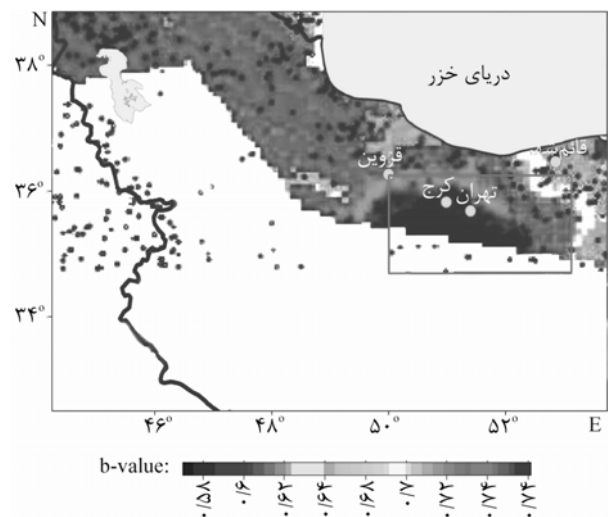 N
۳۸°
۳۶°
۳۴°
دریای خزر
قائم‌شهر
قزوین
کرج
تهران
۴۶° ۴۸° ۵۰° ۵۲° E
b-value:
۰/۵۸ ۰/۶ ۰/۶۲ ۰/۶۴ ۰/۶۸ ۰/۷ ۰/۷۲ ۰/۷۴ ۰/۷۴